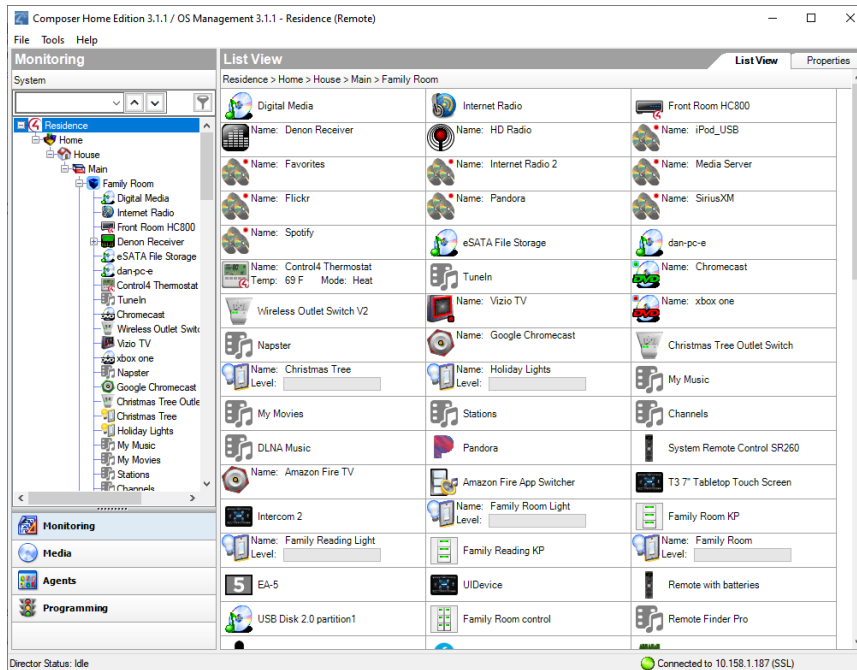 Composer Home Edition 3.1.1 / OS Management 3.1.1 - Residence (Remote)
File Tools Help
Monitoring
System
Residence
Home
House
Main
Family Room
Digital Media
Internet Radio
Front Room HC800
Denon Receiver
eSATA File Storage
dan-pc-e
Control4 Thermostat
TuneIn
Chromecast
Wireless Outlet Switc
Vizio TV
xbox one
Napster
Google Chromecast
Christmas Tree Outle
Christmas Tree
Holiday Lights
My Music
My Movies
Stations
Channels
Monitoring
Media
Agents
Programming
List View
List View Properties
Residence > Home > House > Main > Family Room
Digital Media Internet Radio Front Room HC800
Name: Denon Receiver Name: HD Radio Name: iPod_USB
Name: Favorites Name: Internet Radio 2 Name: Media Server
Name: Flickr Name: Pandora Name: SiriusXM
Name: Spotify eSATA File Storage dan-pc-e
Name: Control4 Thermostat TuneIn Name: Chromecast
Temp: 69 F Mode: Heat
Wireless Outlet Switch V2 Name: Vizio TV Name: xbox one
Napster Name: Google Chromecast Christmas Tree Outlet Switch
Name: Christmas Tree Name: Holiday Lights My Music
Level: Level:
My Movies Stations Channels
DLNA Music Pandora System Remote Control SR260
Name: Amazon Fire TV Amazon Fire App Switcher T3 7" Tabletop Touch Screen
Intercom 2 Name: Family Room Light Family Room KP
Level:
Name: Family Reading Light Family Reading KP Name: Family Room
Level: Level:
5 EA-5 UIDevice Remote with batteries
USB Disk 2.0 partition1 Family Room control Remote Finder Pro
Director Status: Idle Connected to 10.158.1.187 (SSL)